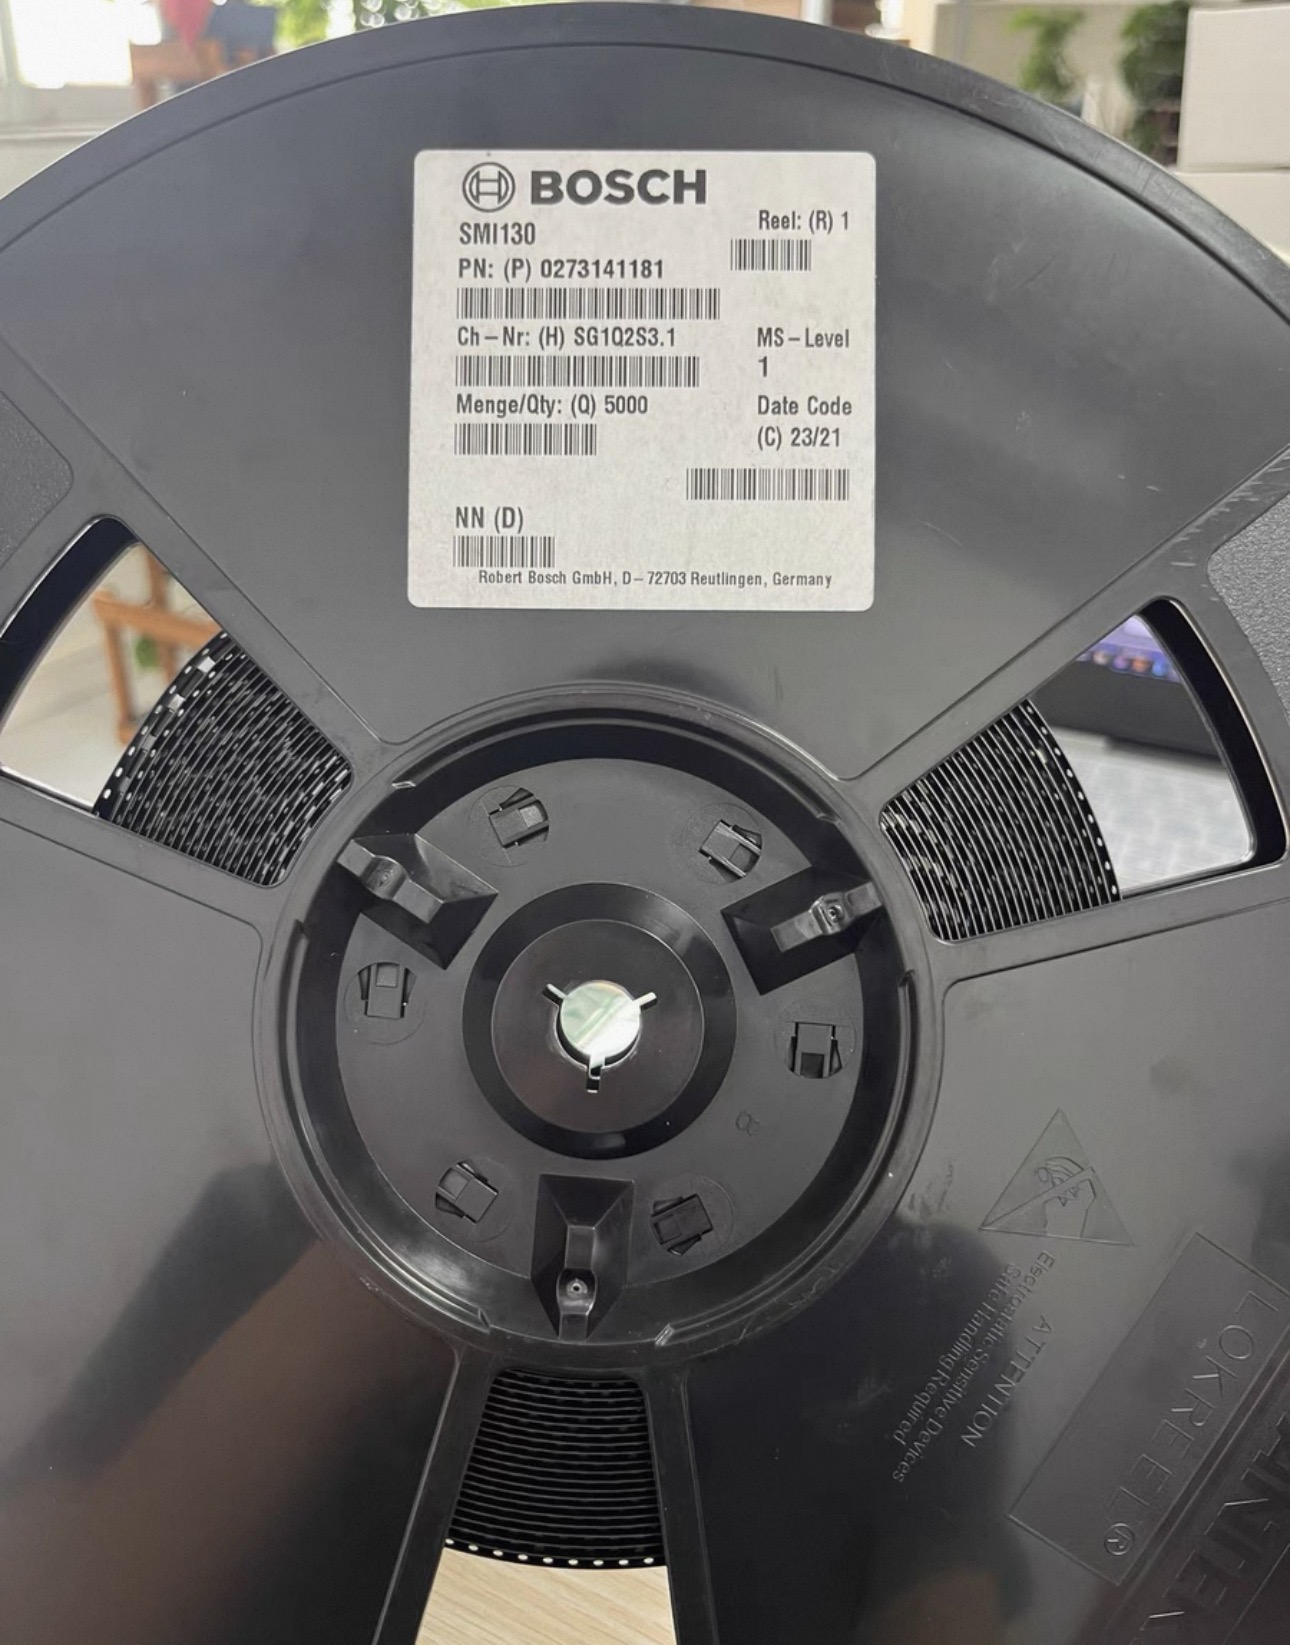 BOSCH
SMI130
Reel: (R) 1
PN: (P) 0273141181
Ch-Nr: (H) SG1Q2S3.1
MS-Level
1
Menge/Qty: (Q) 5000
Date Code
(C) 23/21
NN (D)
Robert Bosch GmbH, D-72703 Reutlingen, Germany
ATTENTION
Electrostatic Sensitive Devices
Safe Handling Required
LOKREEL®